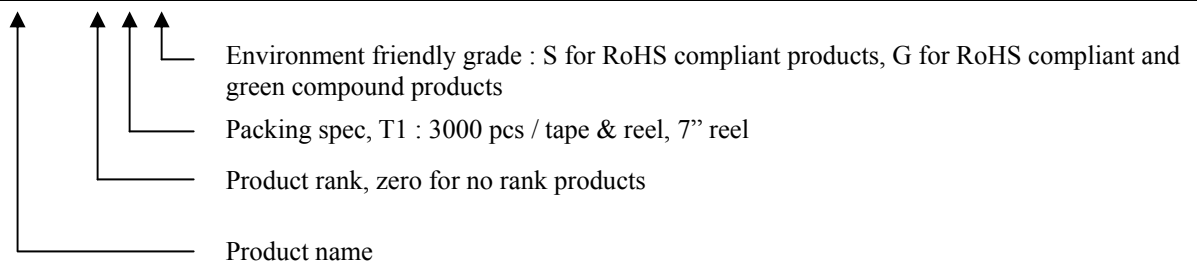 Environment friendly grade : S for RoHS compliant products, G for RoHS compliant and
green compound products
Packing spec, T1 : 3000 pcs / tape & reel, 7” reel
Product rank, zero for no rank products
Product name